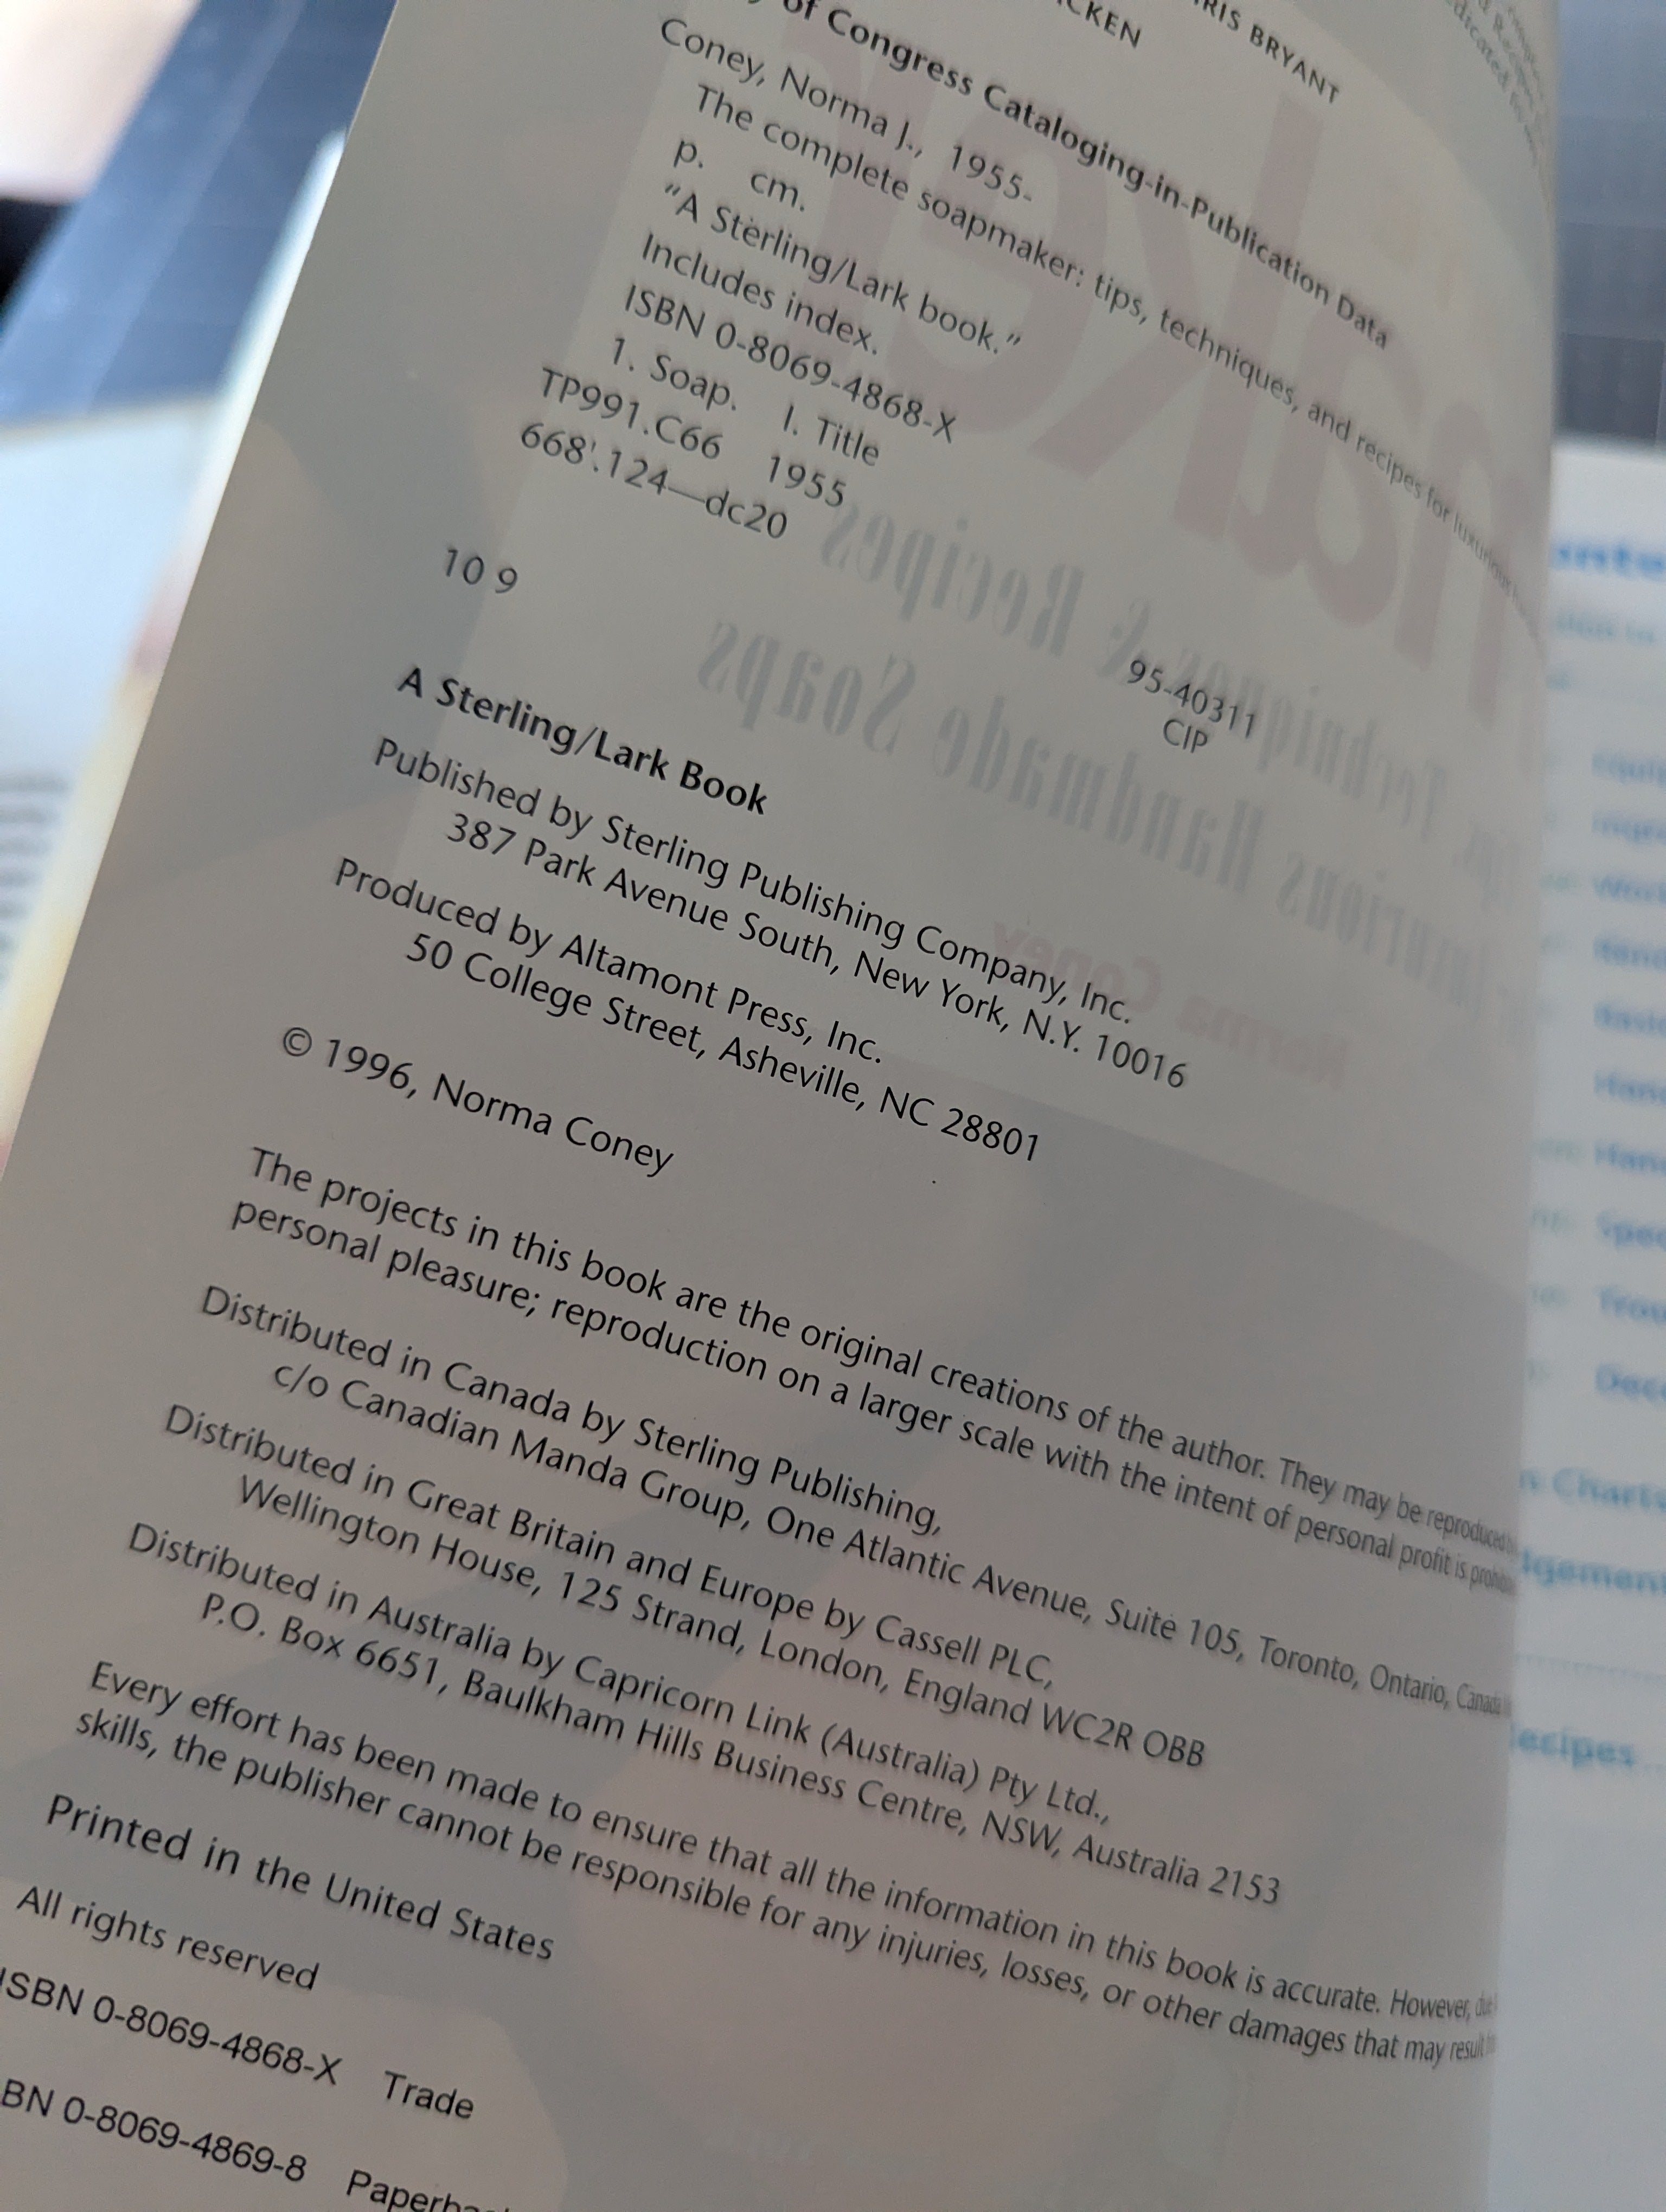 RIS BRYANT
CKEN
of Congress Cataloging-in-Publication Data
Coney, Norma J., 1955-
The complete soapmaker: tips, techniques, and recipes for luxurious
p. cm.
"A Sterling/Lark book."
Includes index.
ISBN 0-8069-4868-X
1. Soap. I. Title
TP991.C66 1955
668'.124—dc20
95-40311
CIP
10 9
A Sterling/Lark Book
Published by Sterling Publishing Company, Inc.
387 Park Avenue South, New York, N.Y. 10016
Produced by Altamont Press, Inc.
50 College Street, Asheville, NC 28801
© 1996, Norma Coney
The projects in this book are the original creations of the author. They may be reproduced
personal pleasure; reproduction on a larger scale with the intent of personal profit is
Distributed in Canada by Sterling Publishing,
c/o Canadian Manda Group, One Atlantic Avenue, Suite 105, Toronto, Ontario, Canada
Distributed in Great Britain and Europe by Cassell PLC,
Wellington House, 125 Strand, London, England WC2R OBB
Distributed in Australia by Capricorn Link (Australia) Pty Ltd.,
P.O. Box 6651, Baulkham Hills Business Centre, NSW, Australia 2153
Every effort has been made to ensure that all the information in this book is accurate. However,
skills, the publisher cannot be responsible for any injuries, losses, or other damages that may result
Printed in the United States
All rights reserved
ISBN 0-8069-4868-X Trade
BN 0-8069-4869-8 Paperba